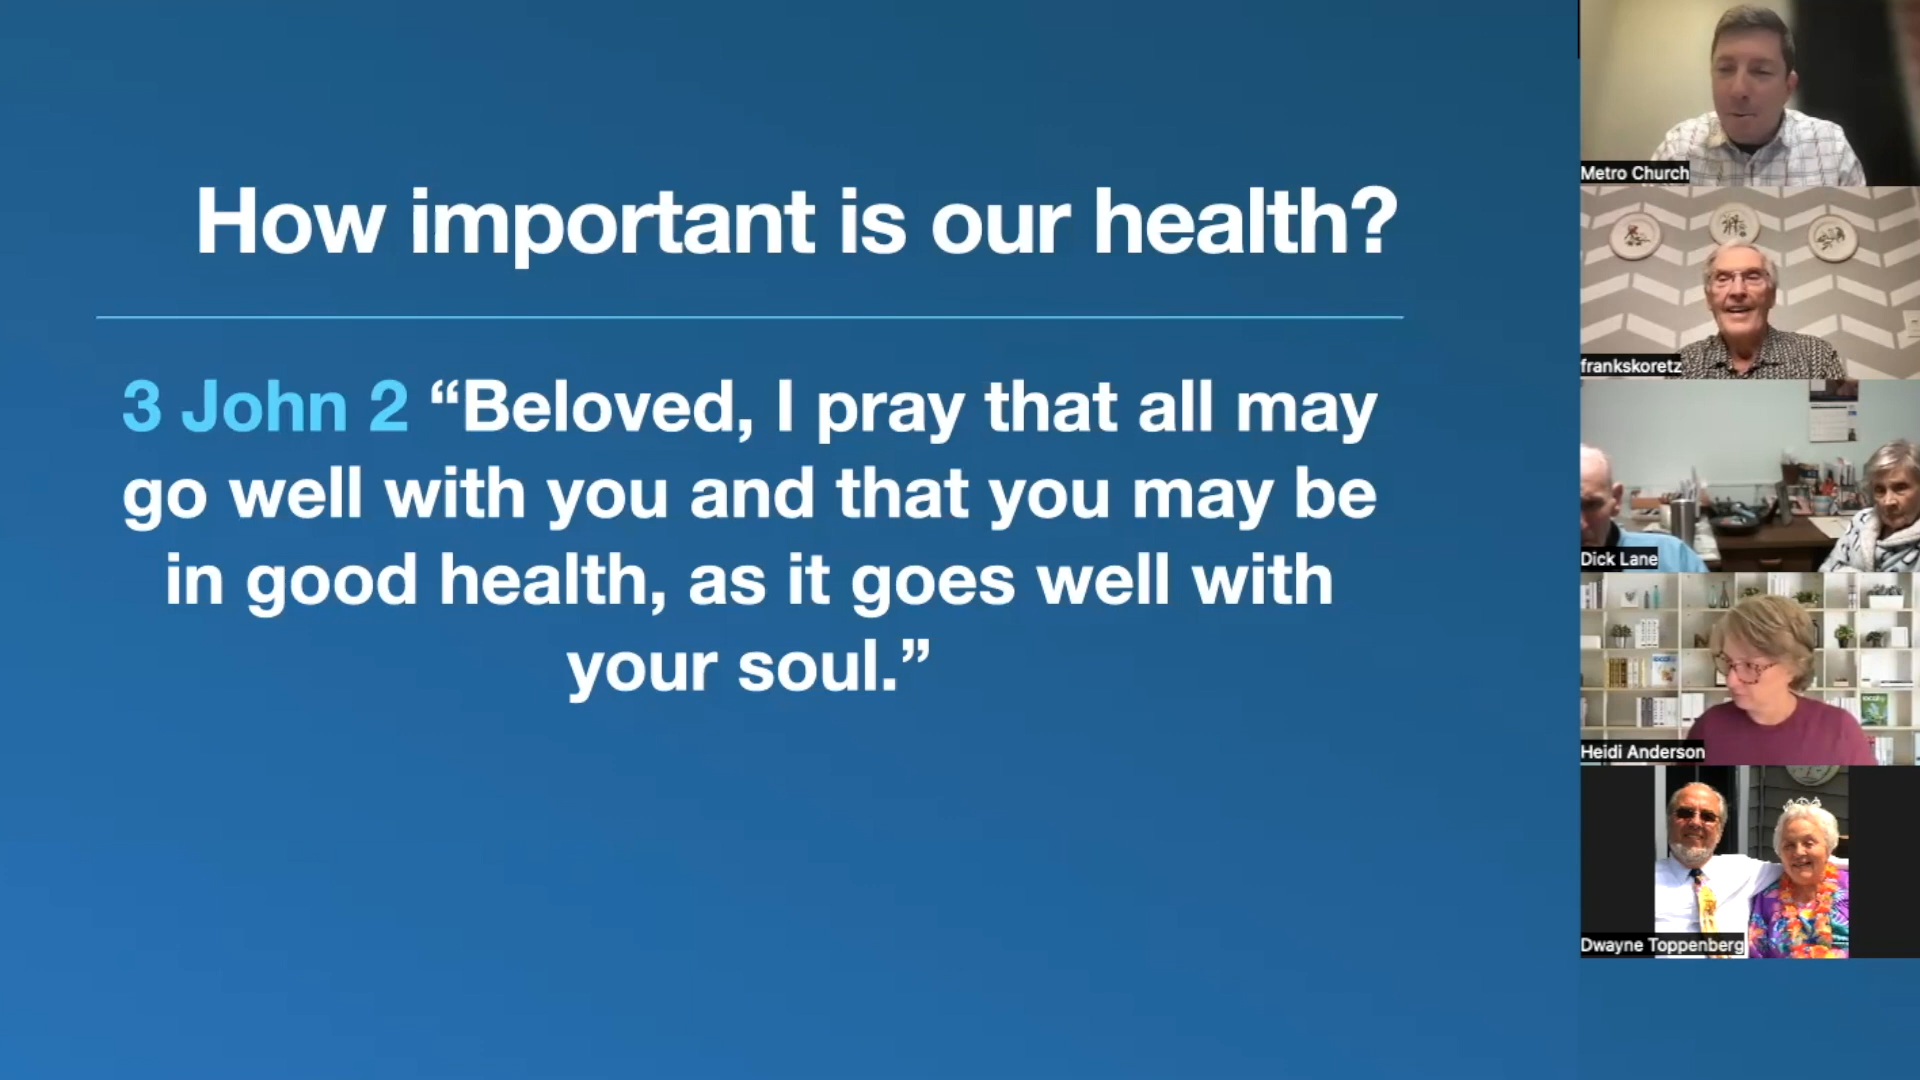 How important is our health?
3 John 2 “Beloved, I pray that all may
go well with you and that you may be
in good health, as it goes well with
your soul.”
Metro Church
frankskoretz
Dick Lane
Heidi Anderson
Dwayne Toppenberg